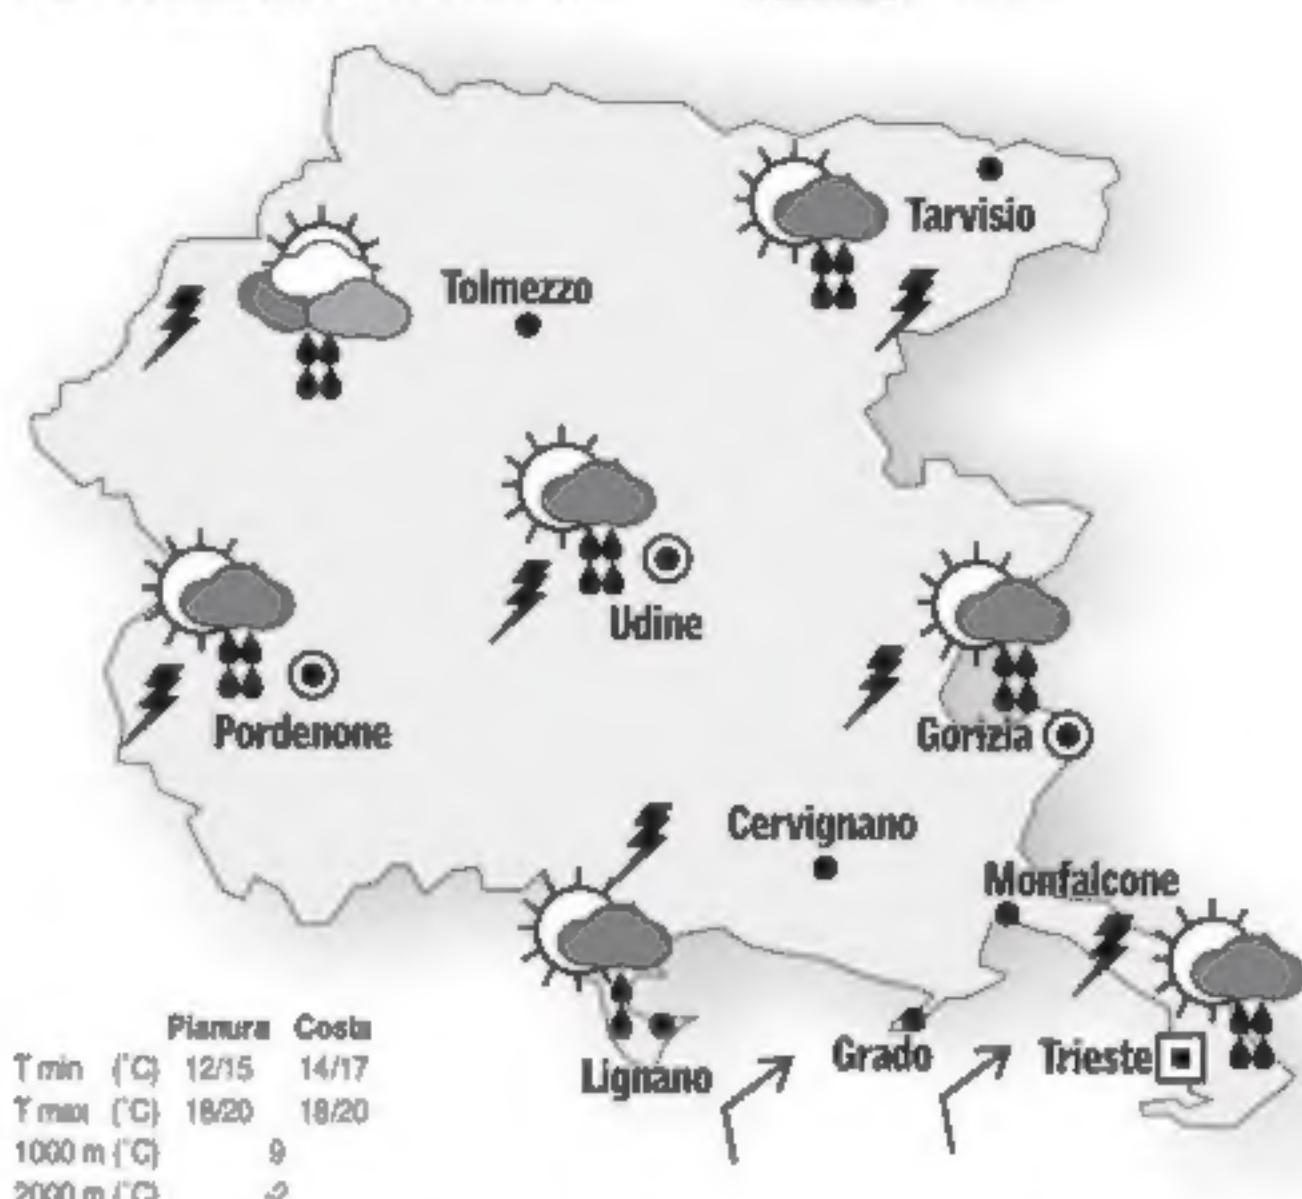 Tarvisio
Tolmezzo
Udine
Pordenone
Gorizia
Cervignano
Monfalcone
Grado
Trieste
Lignano
Pianura Costa
T min (°C) 12/15 14/17
T max (°C) 18/20 18/20
1000 m (°C) 9
2000 m (°C)